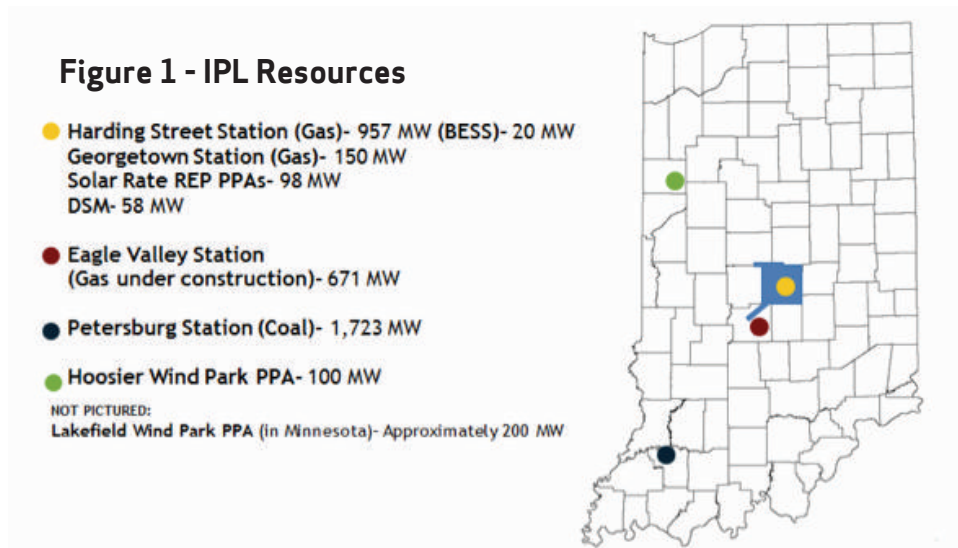 Figure 1 - IPL Resources
Harding Street Station (Gas)- 957 MW (BESS)- 20 MW
Georgetown Station (Gas)- 150 MW
Solar Rate REP PPAs- 98 MW
DSM- 58 MW
Eagle Valley Station
(Gas under construction)- 671 MW
Petersburg Station (Coal)- 1,723 MW
Hoosier Wind Park PPA- 100 MW
NOT PICTURED:
Lakefield Wind Park PPA (in Minnesota)- Approximately 200 MW